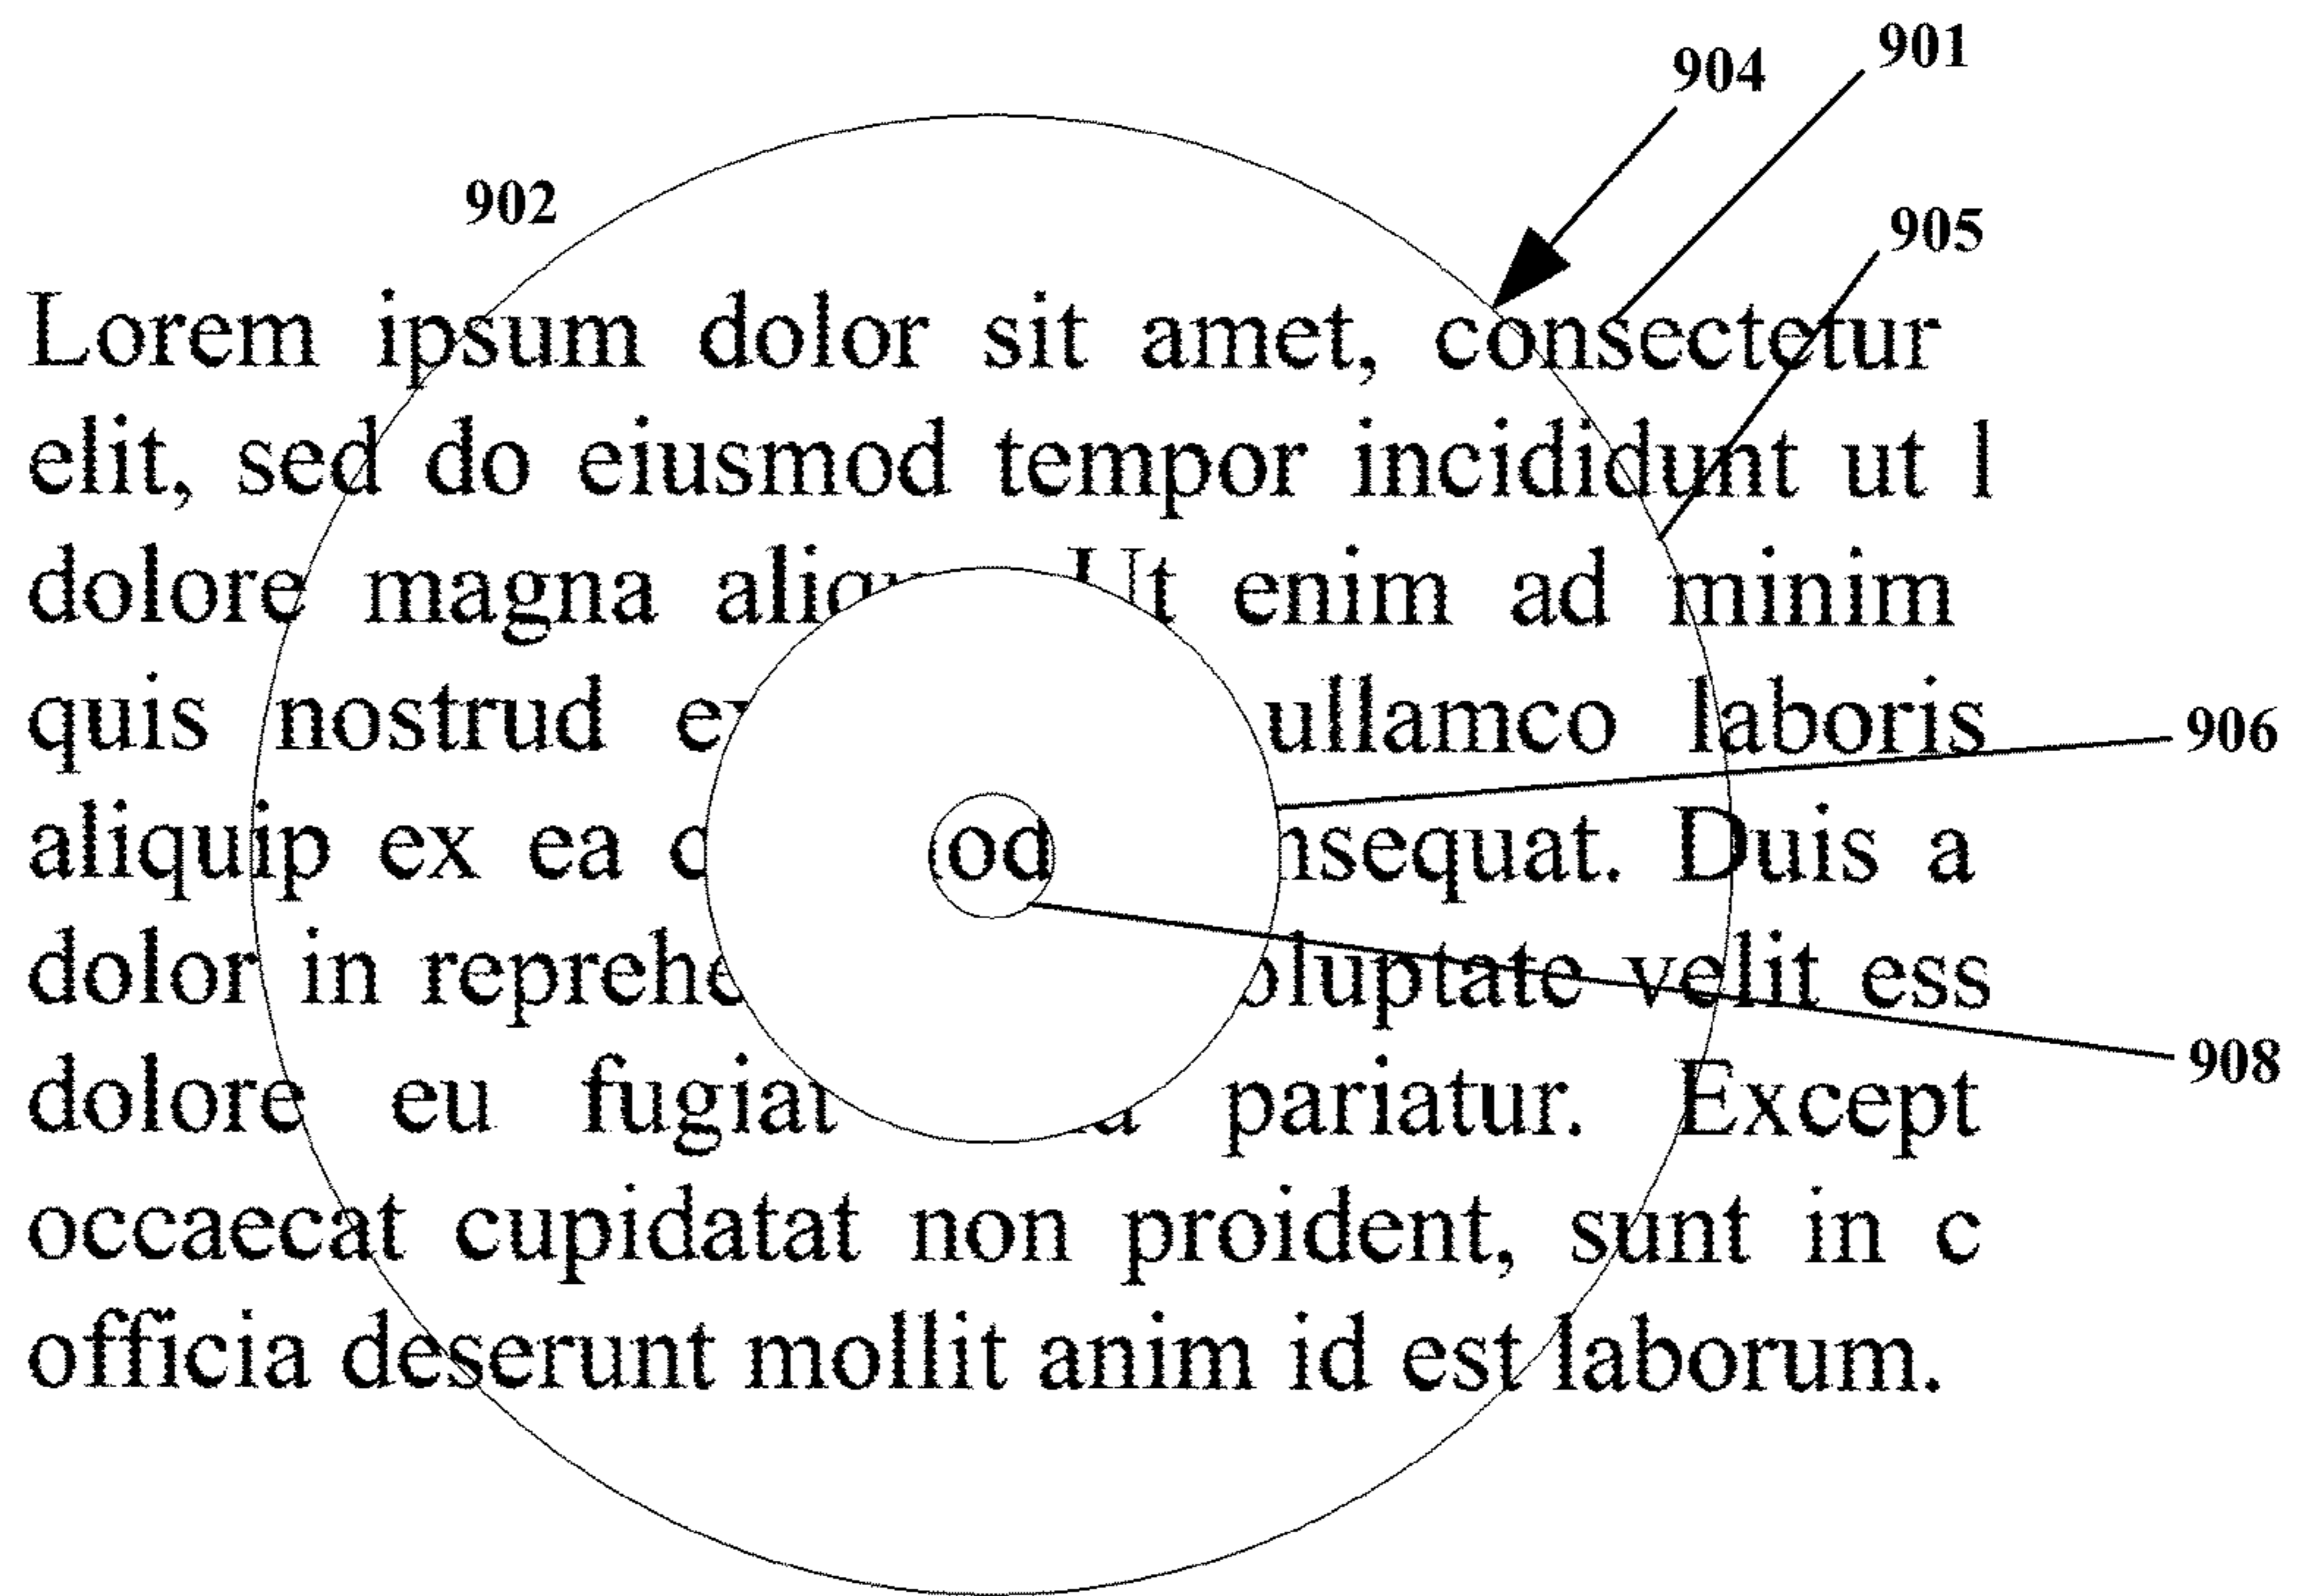 904 901
902
905
Lorem ipsum dolor sit amet, consectetur
elit, sed do eiusmod tempor incididunt ut l
dolore magna Ut enim ad minim
quis nostrud ullamco laboris
906
aliquip ex ea od nsequat. Duis a
dolor in reprehe oluptate velit ess
908
dolore eu fugiat pariatur. Except
occaecat cupidatat non proident, sunt in c
officia deserunt mollit anim id est laborum.